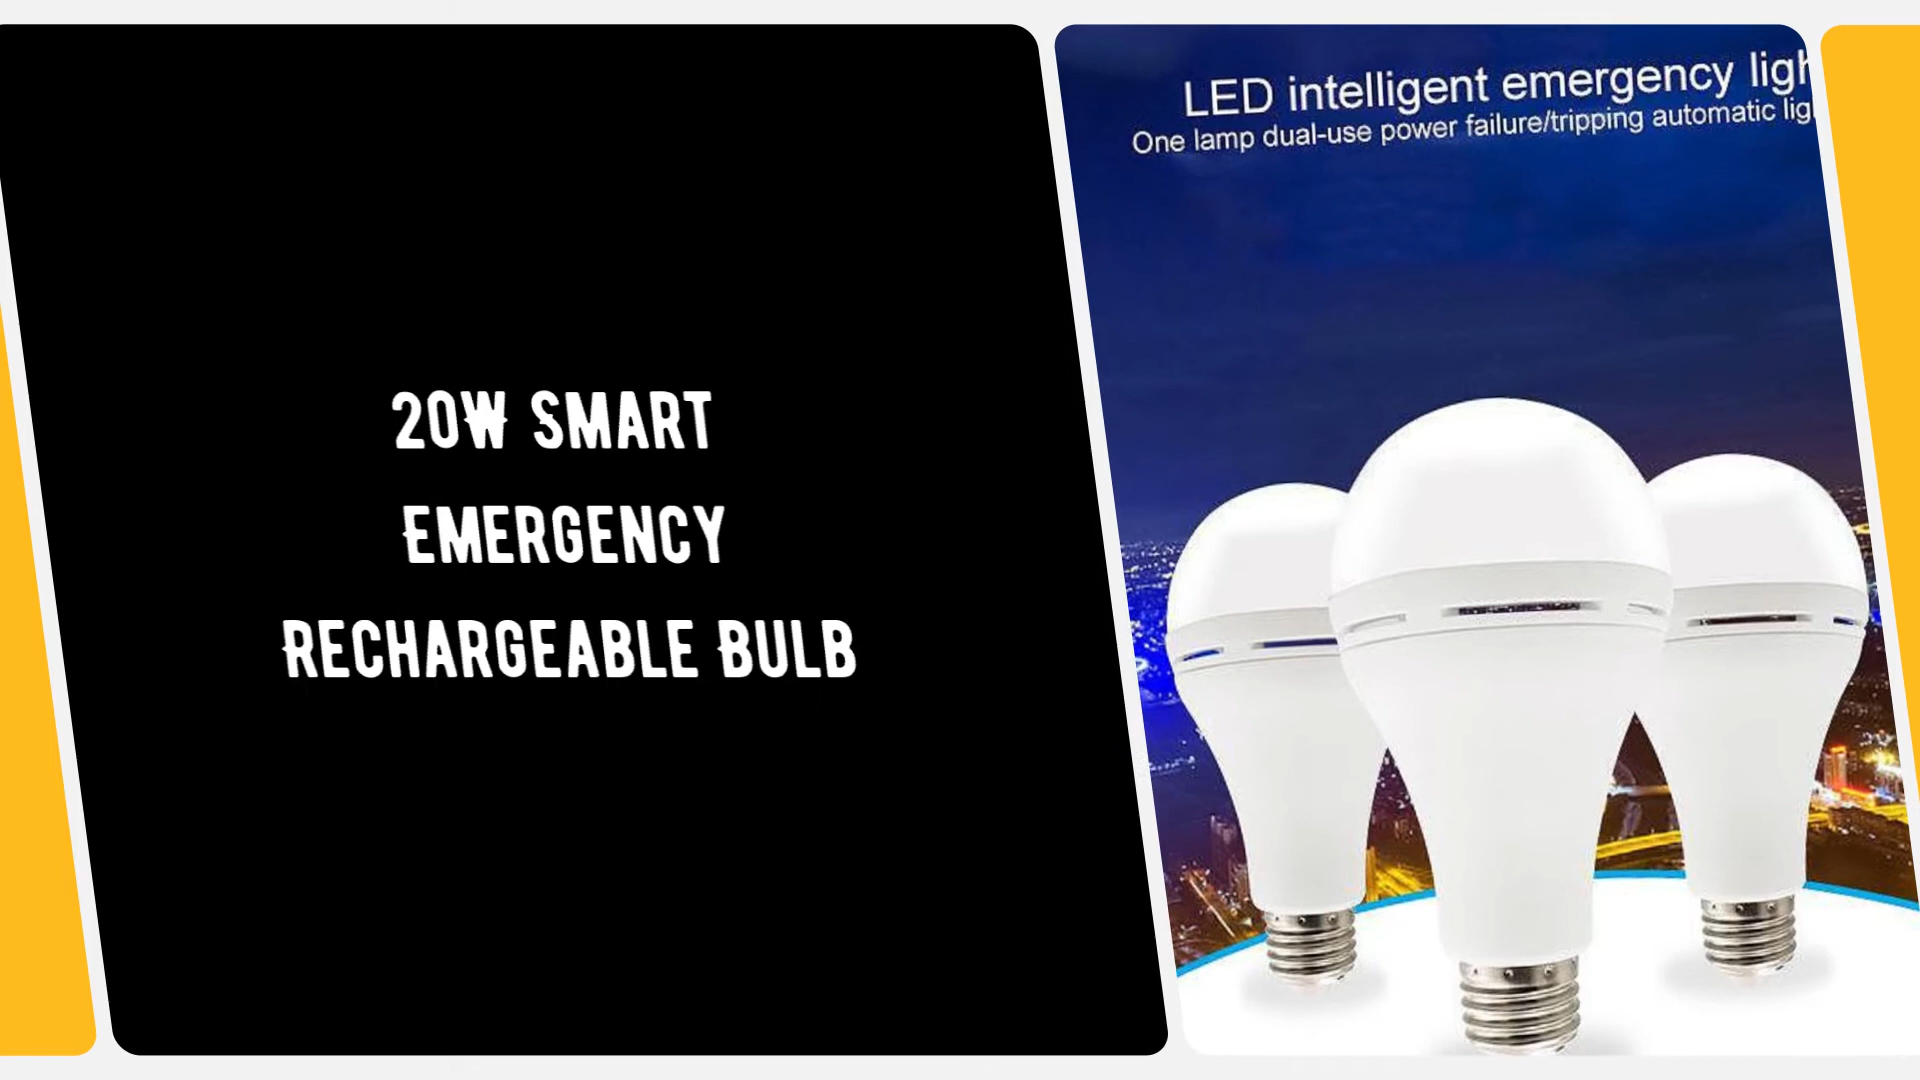 20W Smart
Emergency
Rechargeable Bulb
LED intelligent emergency
One lamp dual-use power failure/tripping automatic